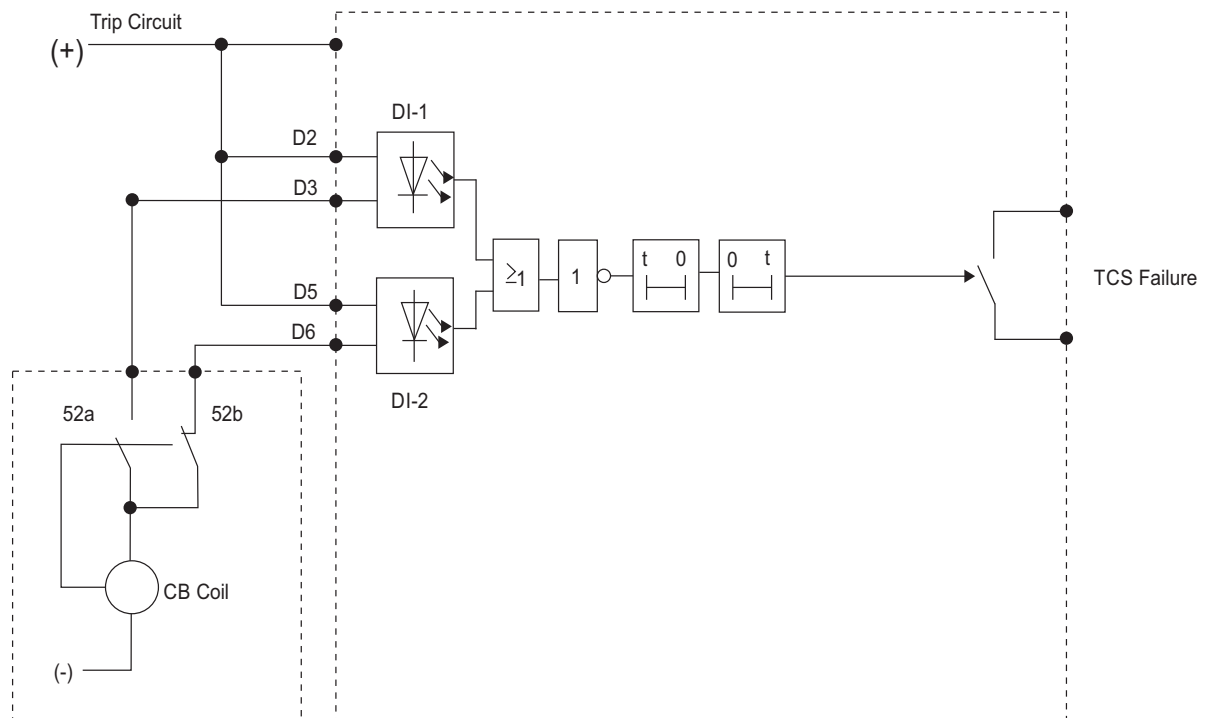 Trip Circuit
(+)
DI-1
D2
D3
D5
D6
DI-2
≥1
1
t 0
0 t
TCS Failure
52a
52b
CB Coil
(-)